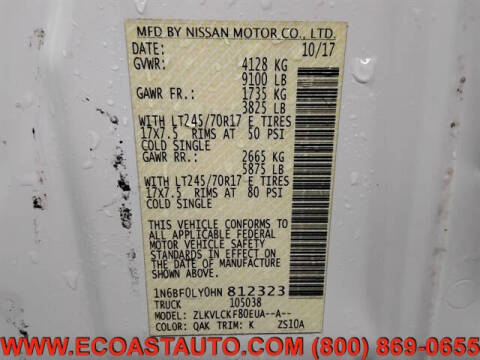 MFD BY NISSAN MOTOR CO., LTD.
DATE: 10/17
GVWR: 4128 KG
9100 LB
GAWR FR.: 1735 KG
3825 LB
WITH LT245/70R17 E TIRES
17X7.5 RIMS AT 50 PSI
COLD SINGLE
GAWR RR.: 2665 KG
5875 LB
WITH LT245/70R17 E TIRES
17X7.5 RIMS AT 80 PSI
COLD SINGLE
THIS VEHICLE CONFORMS TO
ALL APPLICABLE FEDERAL
MOTOR VEHICLE SAFETY
STANDARDS IN EFFECT ON
THE DATE OF MANUFACTURE
SHOWN ABOVE.
1N6BF0LY0HN 812323
TRUCK 105038
MODEL: ZLKVLCKF80EUA--A--
COLOR: QAK TRIM: K ZS10A
www.ECOASTAUTO.com - (800) 869-0655